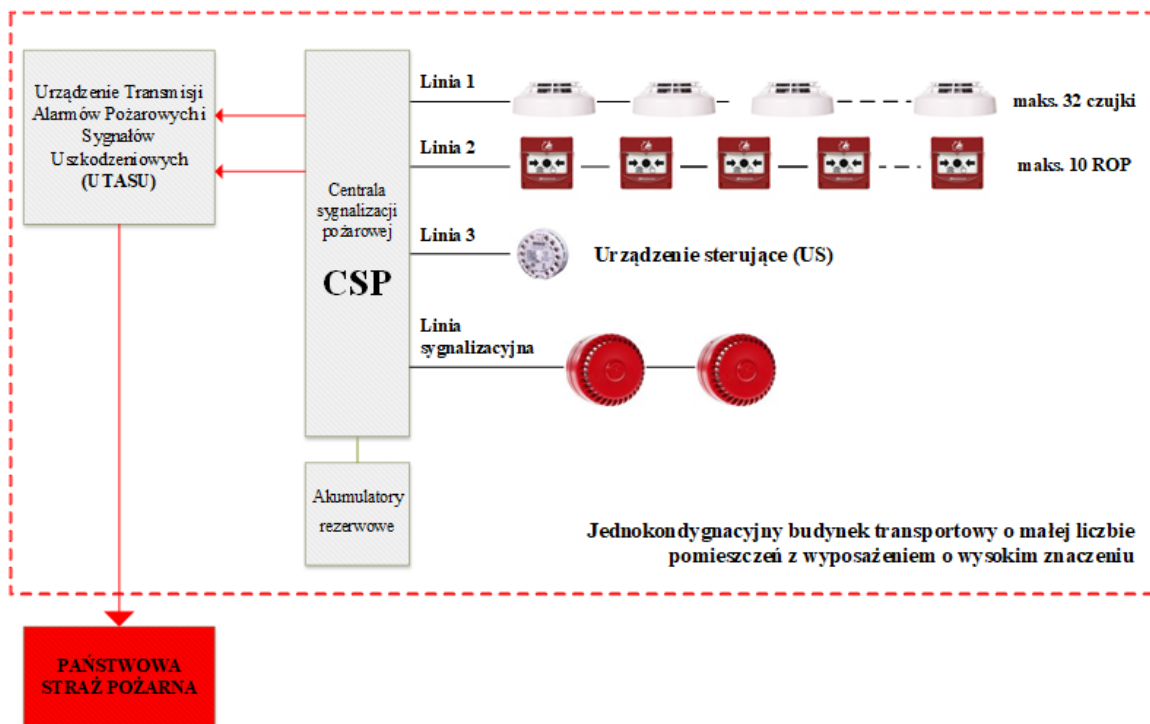 Urządzenie Transmisji
Alarmów Pożarowych i
Sygnałów
Uszkodzeniowych
(UTASU)
Centrala
sygnalizacji
pożarowej
CSP
Linia 1
maks. 32 czujki
Linia 2
maks. 10 ROP
Linia 3
Urządzenie sterujące (US)
Linia
sygnalizacyjna
Akumulatory
rezerwowe
Jednokondygnacyjny budynek transportowy o małej liczbie
pomieszczeń z wyposażeniem o wysokim znaczeniu
PAŃSTWOWA
STRAŻ POŻARNA